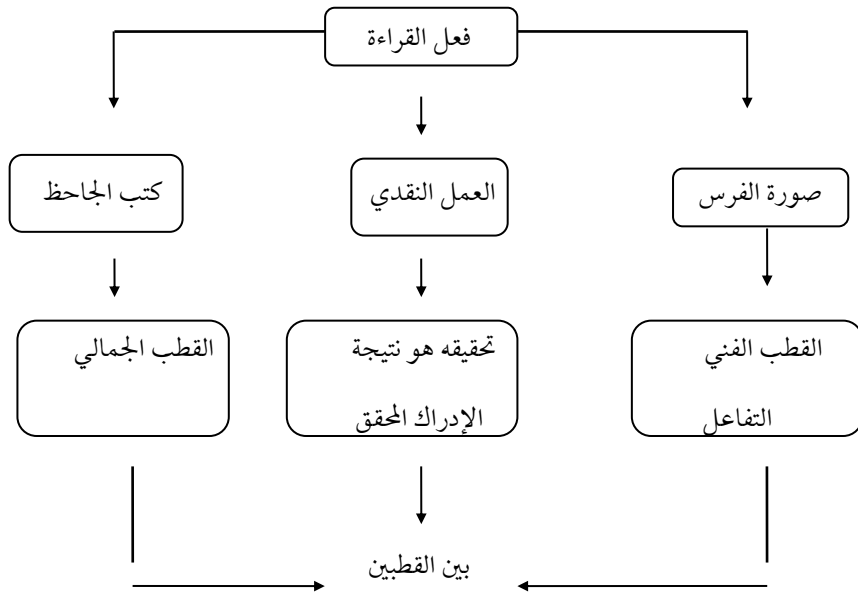 فعل القراءة
صورة الفرس
العمل النقدي
كتب الجاحظ
القطب الفني
التفاعل
تحقيقه هو نتيجة
الإدراك المحقق
القطب الجمالي
بين القطبين